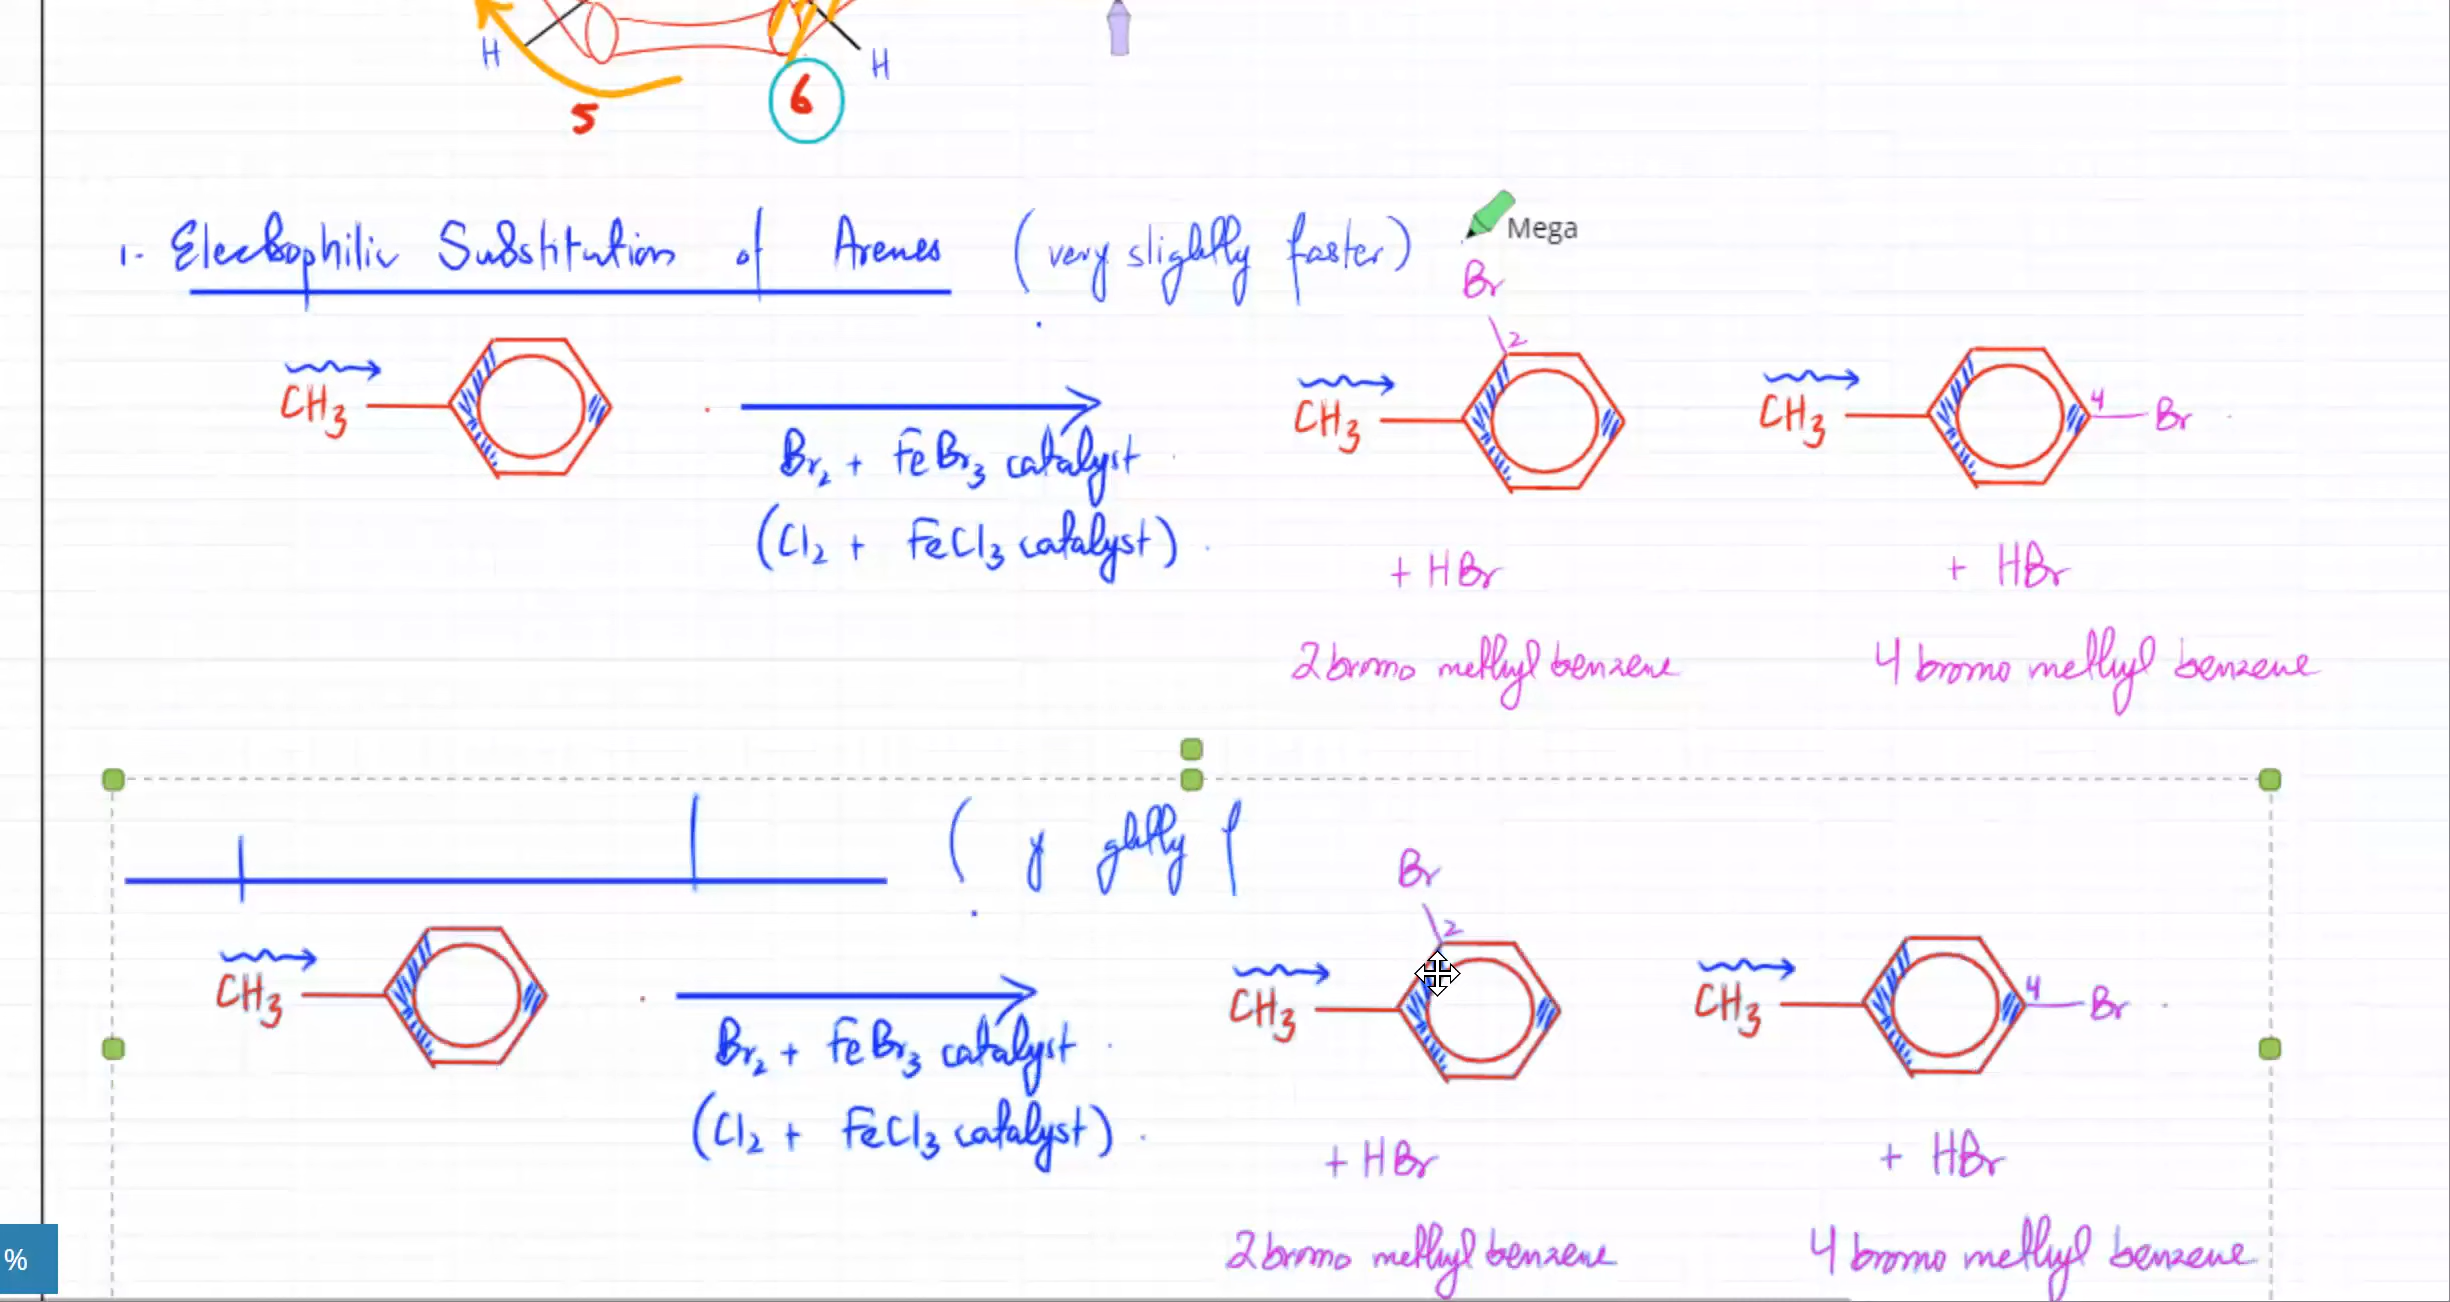 H
H
5
6
1. Electrophilic Substitution of Arenes (very slightly faster)
Mega
Br
2
CH3
CH3
CH3
4
Br
Br2 + FeBr3 catalyst
(Cl2 + FeCl3 catalyst)
+ HBr
+ HBr
2 bromo methyl benzene
4 bromo methyl benzene
( y ghtly f
Br
2
CH3
CH3
CH3
4
Br
Br2 + FeBr3 catalyst
(Cl2 + FeCl3 catalyst)
+ HBr
+ HBr
2 bromo methyl benzene
4 bromo methyl benzene
%